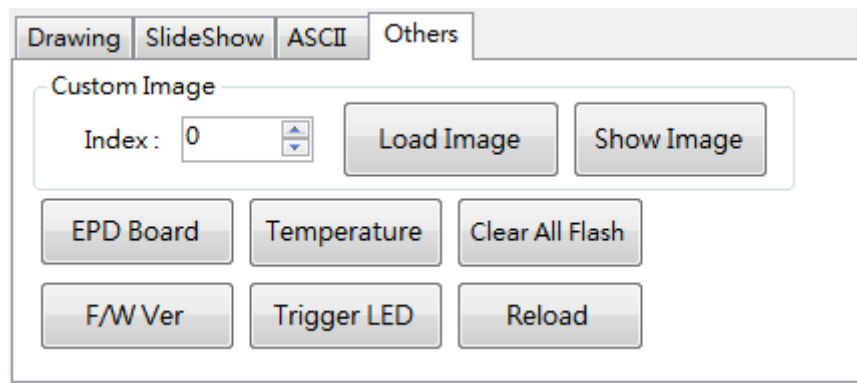 Drawing SlideShow ASCII Others
Custom Image
Index : 0 Load Image Show Image
EPD Board Temperature Clear All Flash
F/W Ver Trigger LED Reload